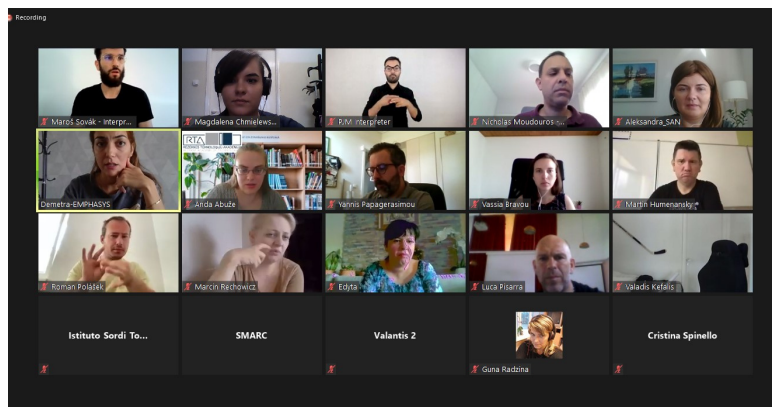 Recording
Maroš Sovák - Interpr...
Magdalena Chmielews...
PJM interpreter
Nicholas Moudouros -...
Aleksandra_SAN
Demetra-EMPHASYS
RTA
Anda Abuže
Yannis Papagerasimou
Vassia Bravou
Martin Humenansky
Roman Polášek
Marcin Rechowicz
Edyta
Luca Pisarra
Valadis Kefalis
Istituto Sordi To...
SMARC
Valantis 2
Guna Radzina
Cristina Spinello